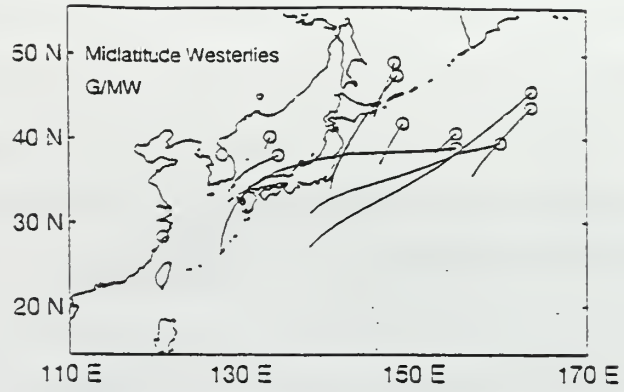 50 N
Midlatitude Westerlies
G/MW
40 N
30 N
20 N
110 E
130 E
150 E
170 E